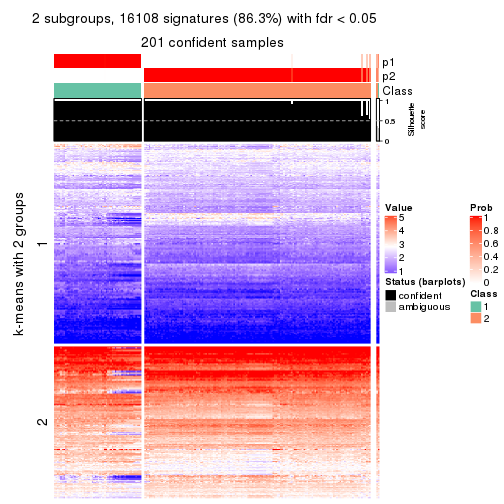 2 subgroups, 16108 signatures (86.3%) with fdr < 0.05
201 confident samples
p1
p2
Class
1
0.5
0
Silhouette
score
k-means with 2 groups
1
2
Value
5
4
3
2
1
Status (barplots)
confident
ambiguous
Prob
1
0.8
0.6
0.4
0.2
0
Class
1
2